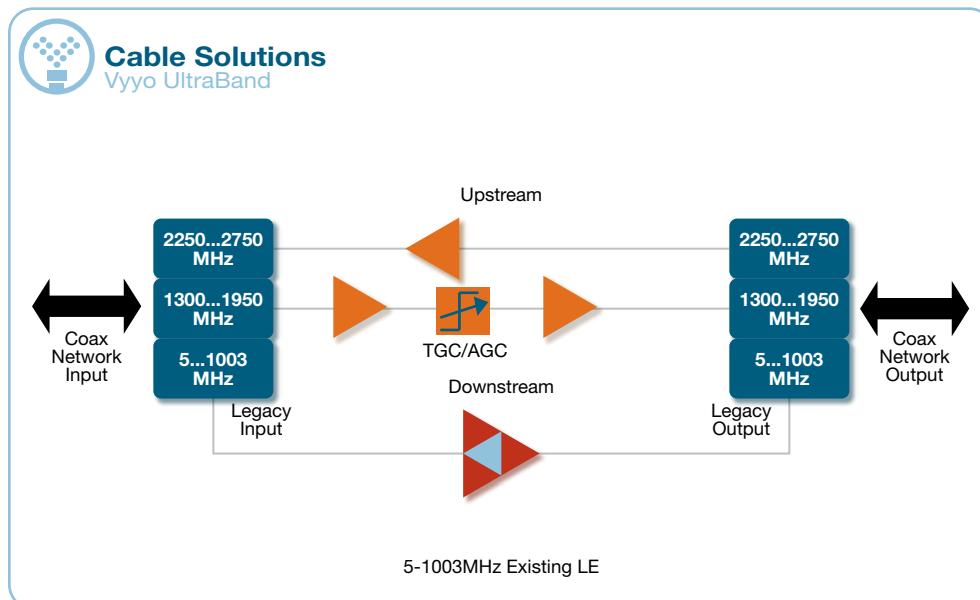 Cable Solutions
Vyyo UltraBand
Upstream
2250...2750
MHz
2250...2750
MHz
1300...1950
MHz
1300...1950
MHz
Coax
Network
Input
TGC/AGC
Coax
Network
Output
5...1003
MHz
5...1003
MHz
Downstream
Legacy
Input
Legacy
Output
5-1003MHz Existing LE